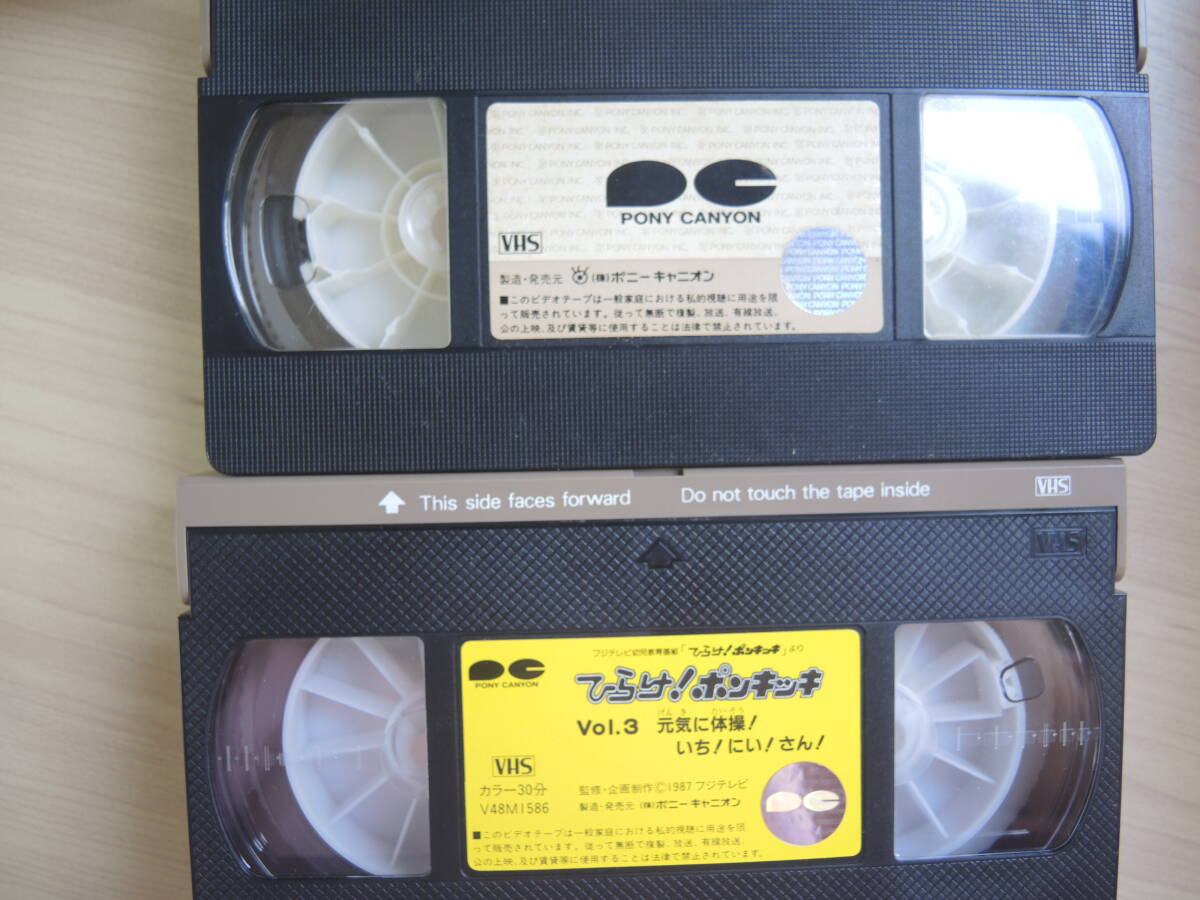 PONY CANYON
VHS
製造・発売元 (株)ポニーキャニオン
■このビデオテープは一般家庭における私的視聴に用途を限
って販売されています。従って無断で複製、放送、有線放送、
公の上映、及び賃貸等に使用することは法律で禁止されています。
This side faces forward Do not touch the tape inside VHS
VHS
フジテレビ幼児教育番組「ひらけ!ポンキッキ」より
PONY CANYON
ひらけ!ポンキッキ
げんき たいそう
Vol.3 元気に体操!
いち!にい!さん!
VHS
カラー30分 監修・企画制作Ⓒ1987フジテレビ
V48M1586 製造・発売元 (株)ポニーキャニオン
■このビデオテープは一般家庭における私的視聴に用途を限
って販売されています。従って無断で複製、放送、有線放送、
公の上映、及び賃貸等に使用することは法律で禁止されています。